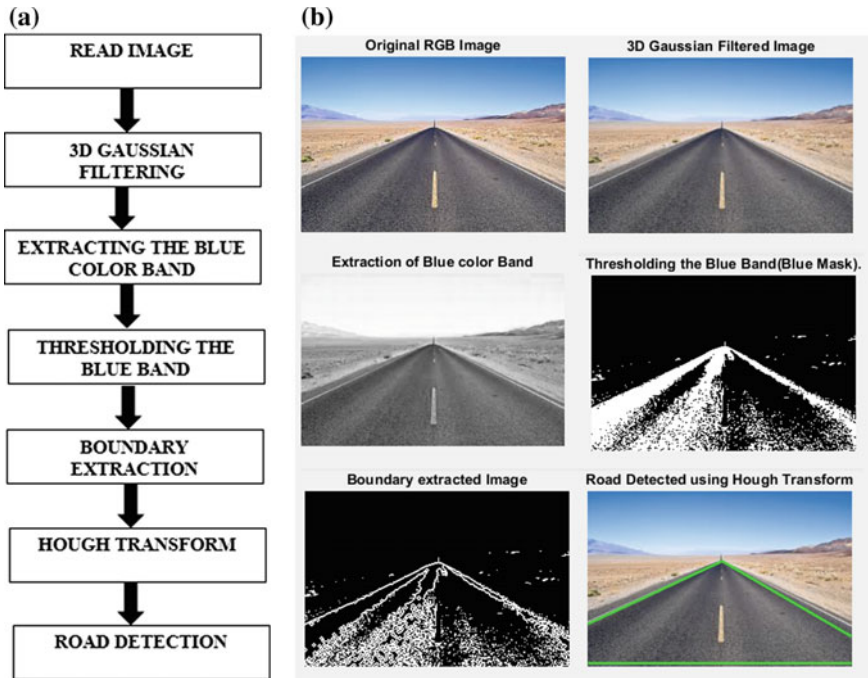 (a)
READ IMAGE
3D GAUSSIAN
FILTERING
EXTRACTING THE BLUE
COLOR BAND
THRESHOLDING THE
BLUE BAND
BOUNDARY
EXTRACTION
HOUGH TRANSFORM
ROAD DETECTION
(b)
Original RGB Image
3D Gaussian Filtered Image
Extraction of Blue color Band
Thresholding the Blue Band(Blue Mask).
Boundary extracted Image
Road Detected using Hough Transform